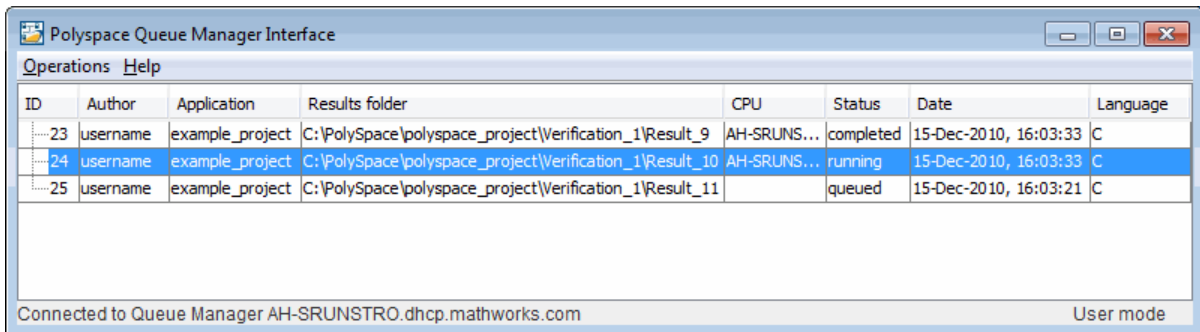 Polyspace Queue Manager Interface
Operations Help
ID Author Application Results folder CPU Status Date Language
23 username example_project C:\PolySpace\polyspace_project\Verification_1\Result_9 AH-SRUNS... completed 15-Dec-2010, 16:03:33 C
24 username example_project C:\PolySpace\polyspace_project\Verification_1\Result_10 AH-SRUNS... running 15-Dec-2010, 16:03:33 C
25 username example_project C:\PolySpace\polyspace_project\Verification_1\Result_11 queued 15-Dec-2010, 16:03:21 C
Connected to Queue Manager AH-SRUNSTRO.dhcp.mathworks.com User mode